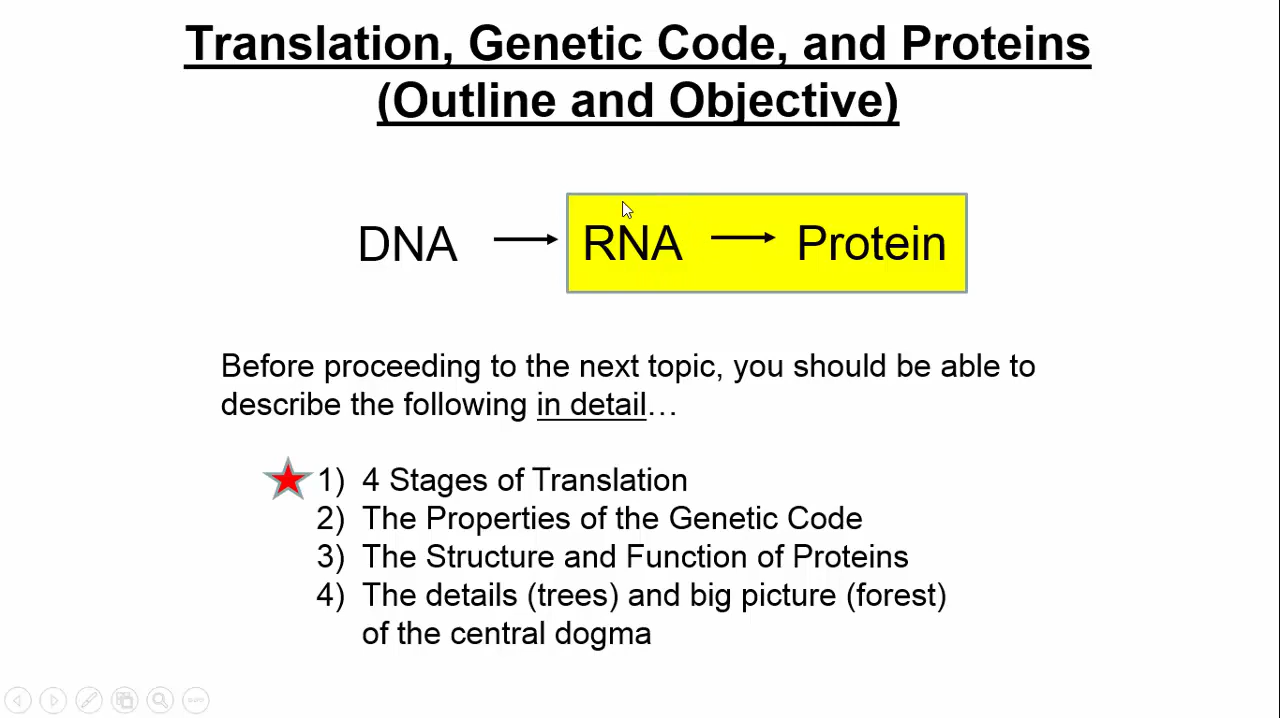 Translation, Genetic Code, and Proteins
(Outline and Objective)
DNA → RNA → Protein
Before proceeding to the next topic, you should be able to
describe the following in detail…
1) 4 Stages of Translation
2) The Properties of the Genetic Code
3) The Structure and Function of Proteins
4) The details (trees) and big picture (forest)
of the central dogma